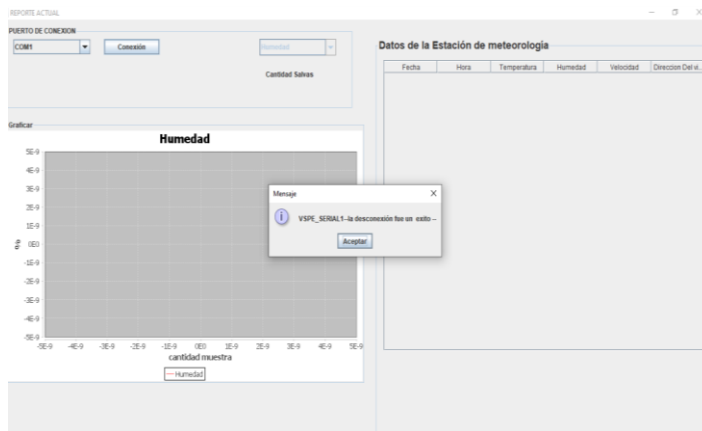 REPORTE ACTUAL
PUERTO DE CONEXION
COM1
Conexión
Humedad
Cantidad Salvas
Datos de la Estación de meteorología
Fecha Hora Temperatura Humedad Velocidad Direccion Del vi...
Graficar
Humedad
5E-9
4E-9
3E-9
2E-9
1E-9
0E0
-1E-9
-2E-9
-3E-9
-4E-9
-5E-9
-5E-9 -4E-9 -3E-9 -2E-9 -1E-9 0E0 1E-9 2E-9 3E-9 4E-9 5E-9
cantidad muestra
Humedad
Mensaje
VSPE_SERIAL1--la desconexión fue un exito --
Aceptar